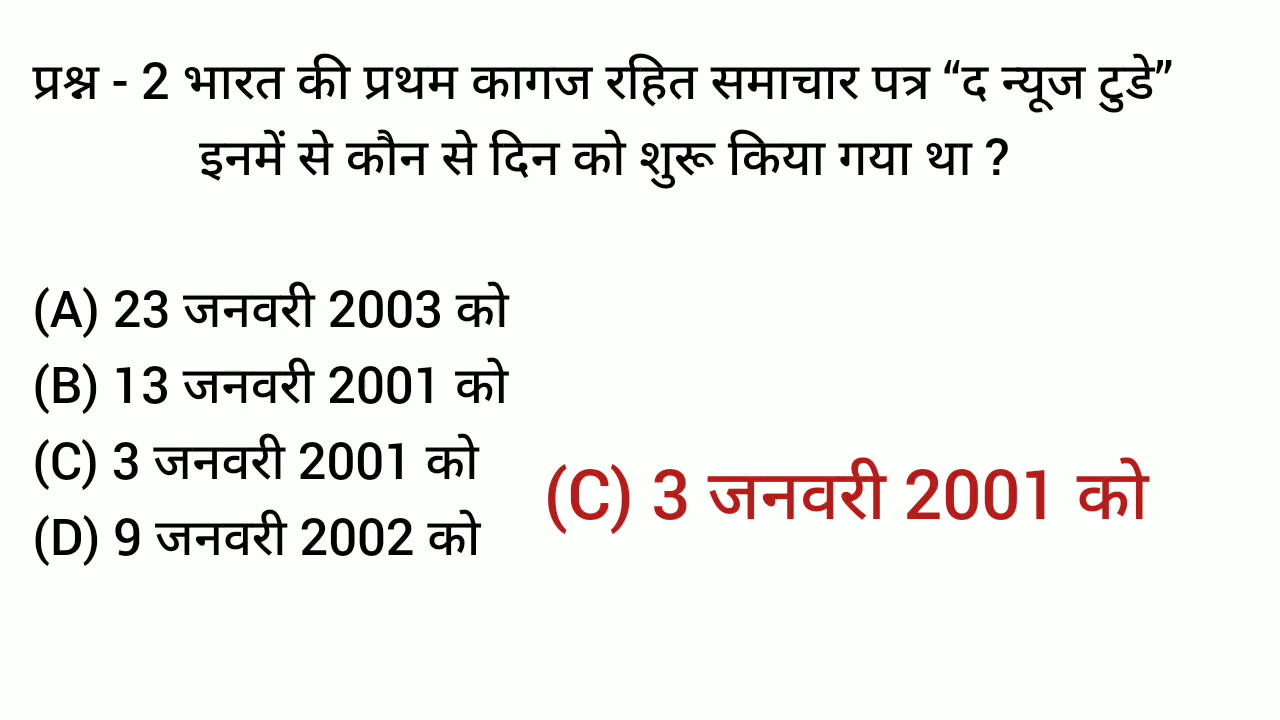 प्रश्न - 2 भारत की प्रथम कागज रहित समाचार पत्र “द न्यूज टुडे”
इनमें से कौन से दिन को शुरू किया गया था ?
(A) 23 जनवरी 2003 को
(B) 13 जनवरी 2001 को
(C) 3 जनवरी 2001 को
(C) 3 जनवरी 2001 को
(D) 9 जनवरी 2002 को